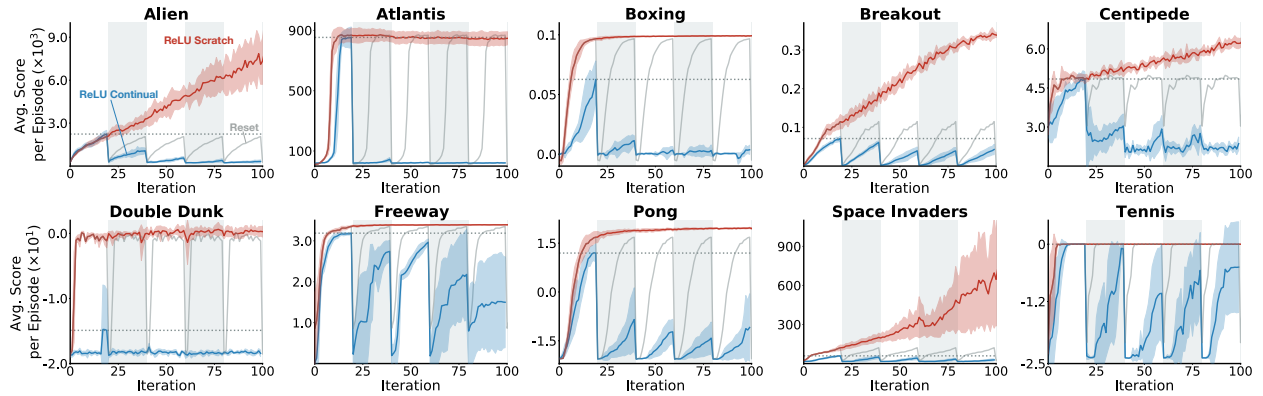 Alien
Atlantis
Boxing
Breakout
Centipede
Avg. Score
per Episode (×10³)
9.0
6.0
3.0
ReLU Scratch
ReLU Continual
Reset
900
500
100
0.1
0.05
0.0
0.3
0.1
6.0
4.5
3.0
0 25 50 75 100
0 25 50 75 100
0 25 50 75 100
0 25 50 75 100
0 25 50 75 100
Iteration
Iteration
Iteration
Iteration
Iteration
Double Dunk
Freeway
Pong
Space Invaders
Tennis
Avg. Score
per Episode (×10¹)
0.0
-1.0
-2.0
3.0
2.0
1.0
1.5
0.0
-1.5
900
600
300
0
-1.2
-2.5
0 25 50 75 100
0 25 50 75 100
0 25 50 75 100
0 25 50 75 100
0 25 50 75 100
Iteration
Iteration
Iteration
Iteration
Iteration